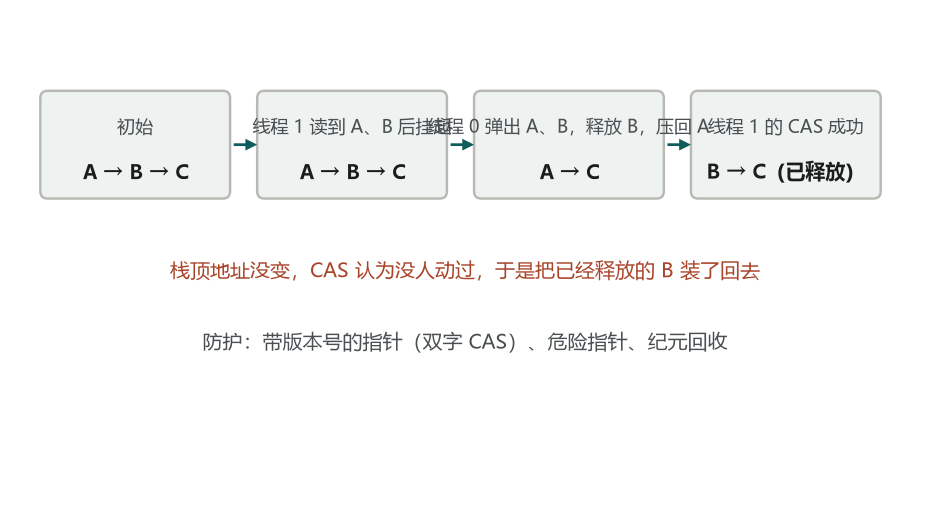 初始
A → B → C
线程 1 读到 A、B 后挂起
A → B → C
线程 0 弹出 A、B，释放 B，压回 A
A → C
线程 1 的 CAS 成功
B → C（已释放）
栈顶地址没变，CAS 认为没人动过，于是把已经释放的 B 装了回去
防护：带版本号的指针（双字 CAS）、危险指针、纪元回收